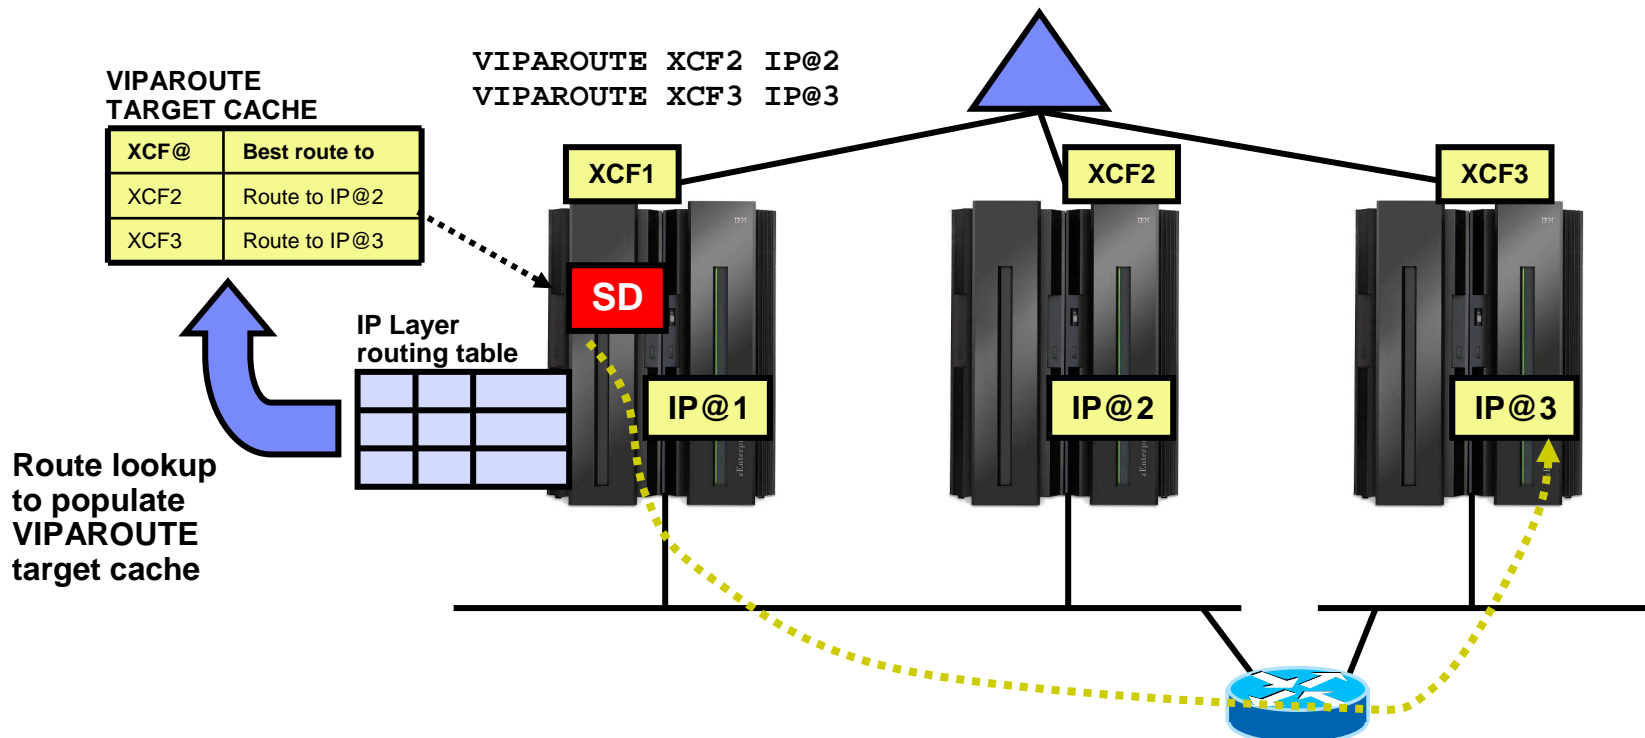 VIPAROUTE XCF2 IP@2
VIPAROUTE XCF3 IP@3
VIPAROUTE
TARGET CACHE
XCF@ Best route to
XCF2 Route to IP@2
XCF3 Route to IP@3
XCF1
XCF2
XCF3
IBM
IBM
SD
IP Layer
routing table
IP@1
IP@2
IP@3
Route lookup
to populate
VIPAROUTE
target cache